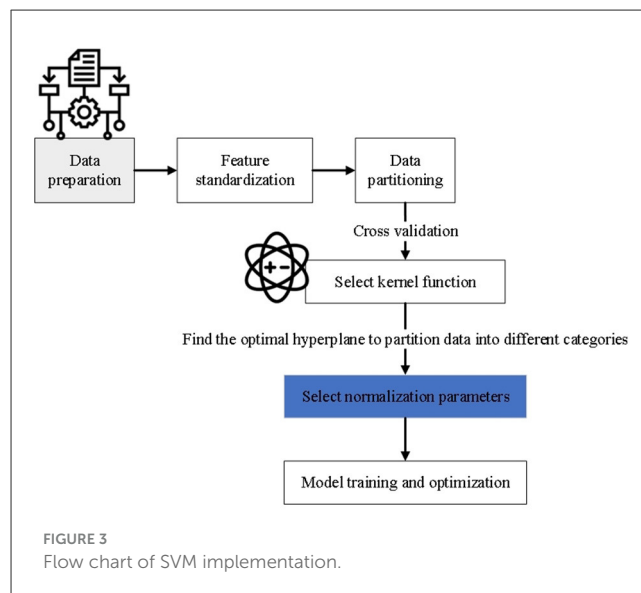 Data
preparation
Feature
standardization
Data
partitioning
Cross validation
+-
Select kernel function
Find the optimal hyperplane to partition data into different categories
Select normalization parameters
Model training and optimization
FIGURE 3
Flow chart of SVM implementation.